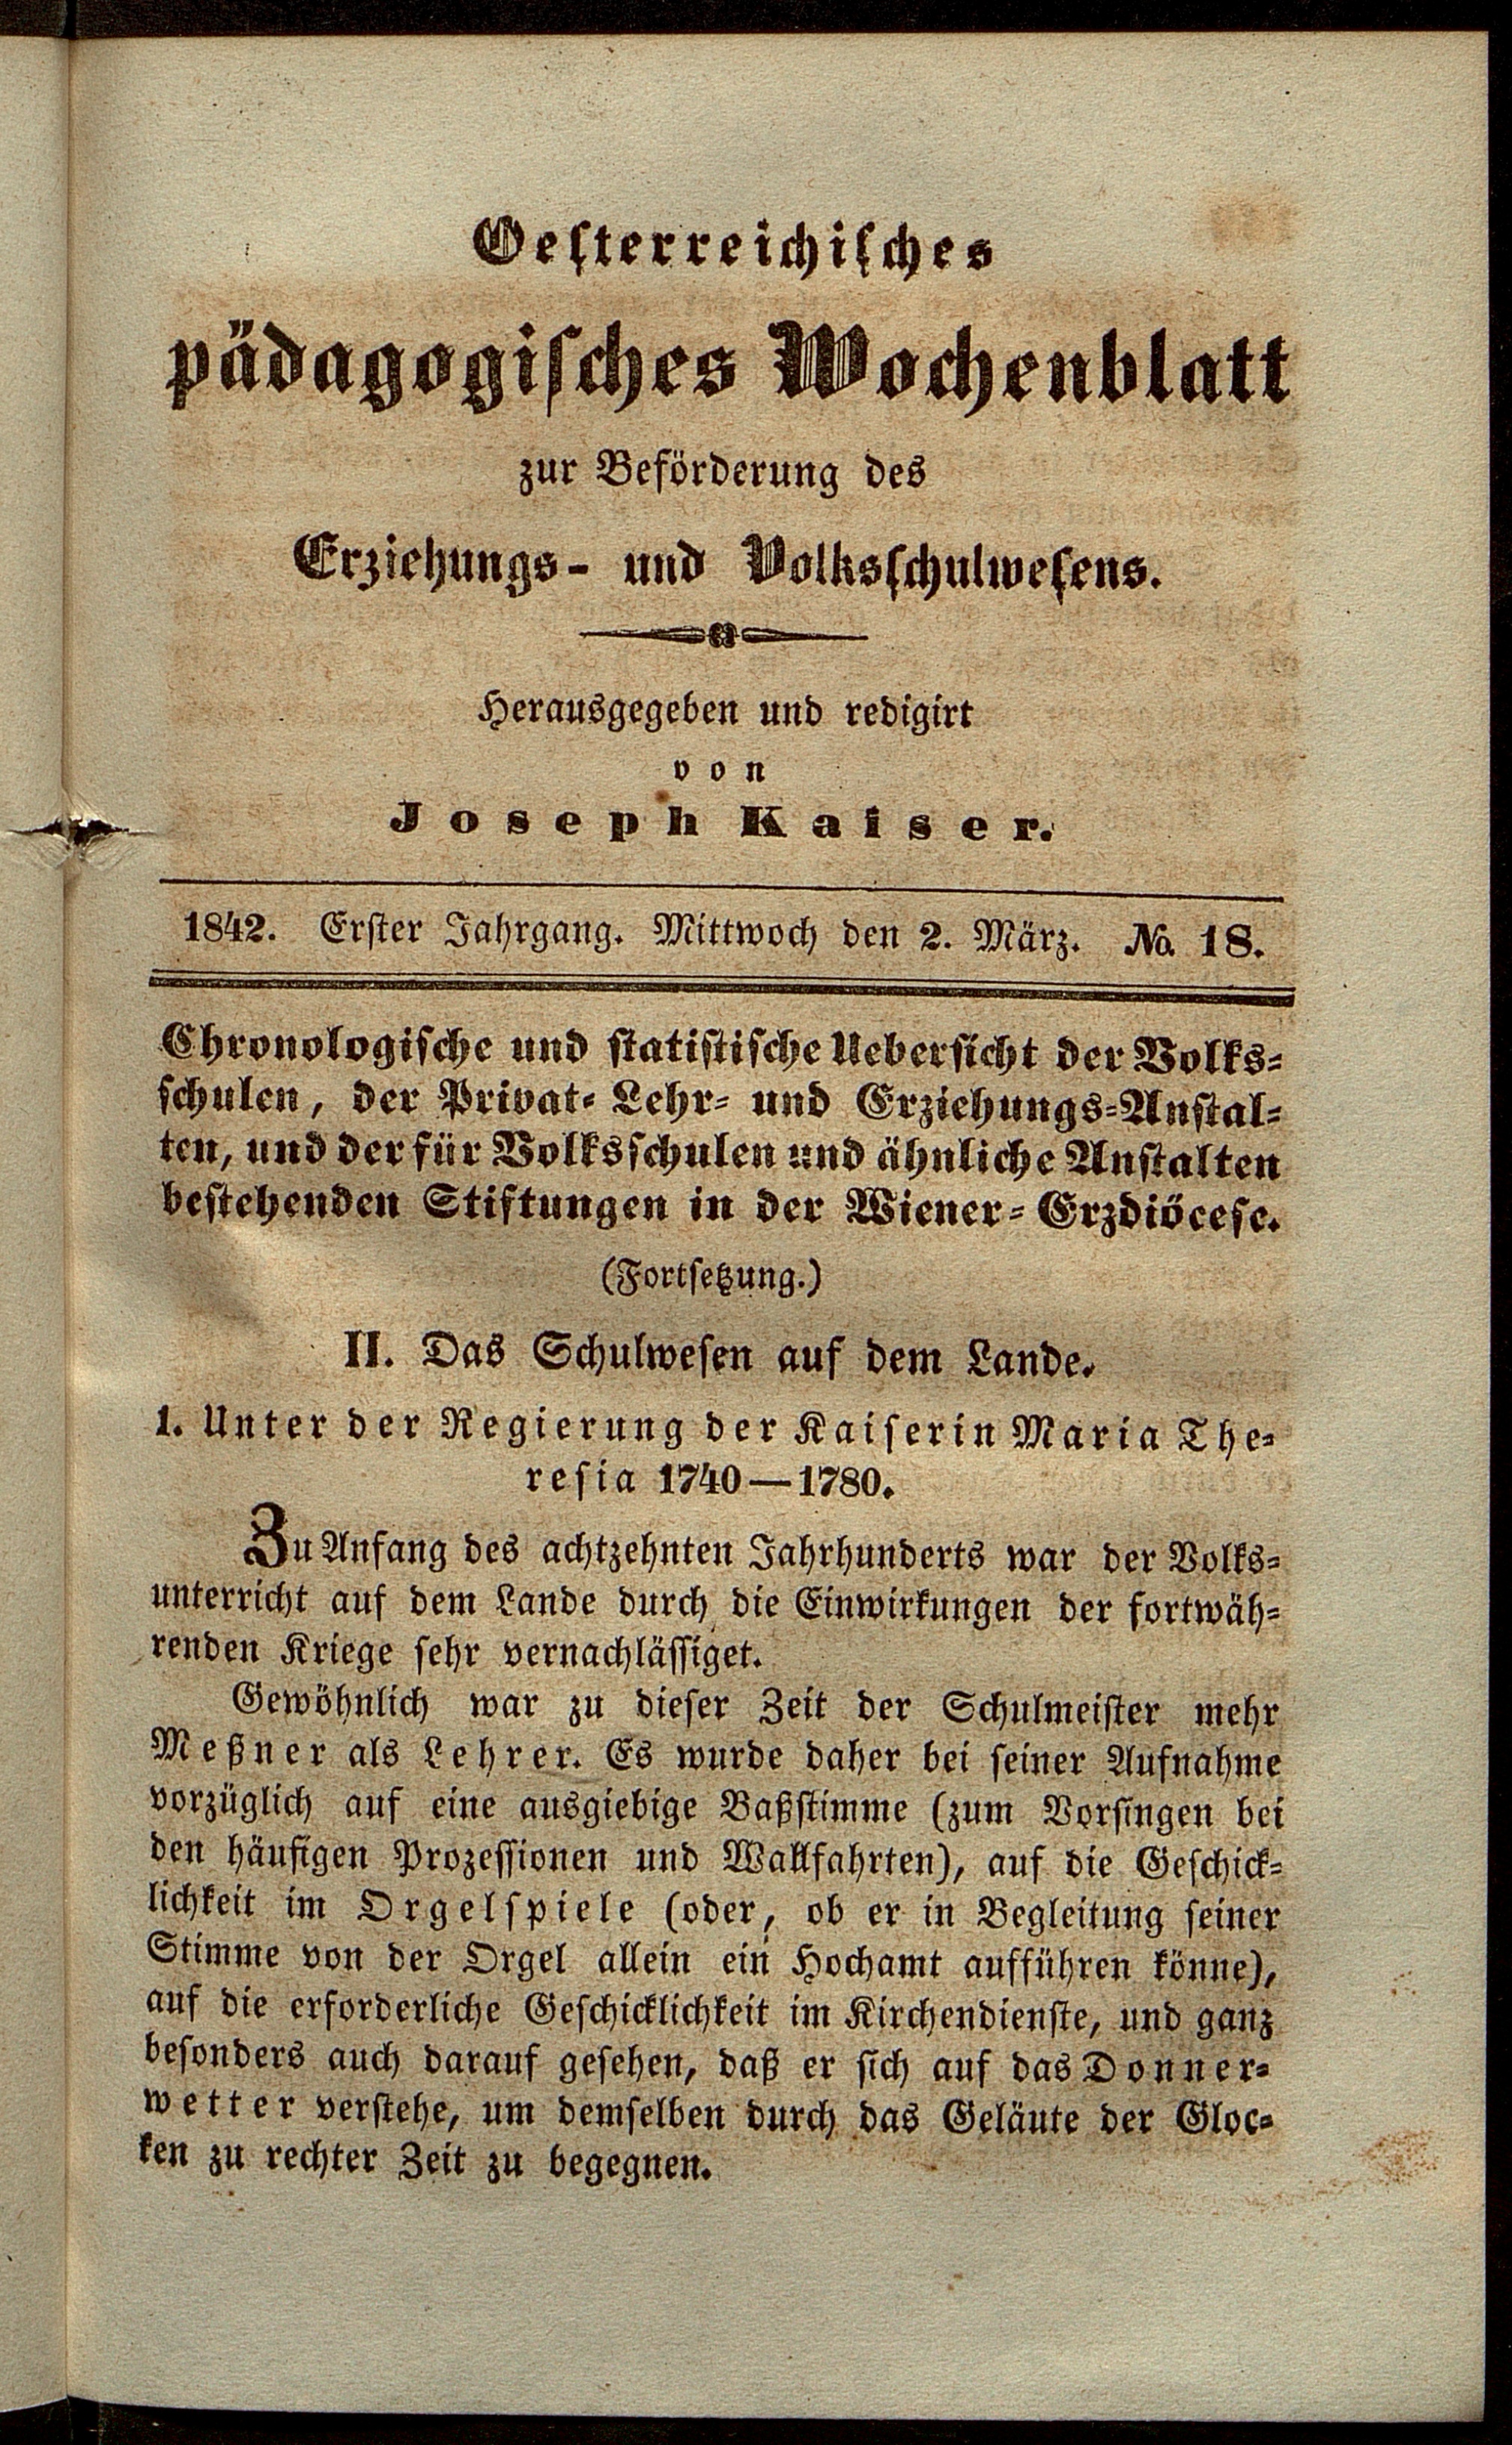 Oesterreichisches
pädagogisches Wochenblatt
zur Beförderung des
Erziehungs- und Volksschulwesens.
Herausgegeben und redigirt
von
Joseph Kaiser.
1842. Erster Jahrgang. Mittwoch den 2. März. No. 18.
Chronologische und statistische Uebersicht der Volks-
schulen, der Privat- Lehr- und Erziehungs-Anstal-
ten, und der für Volksschulen und ähnliche Anstalten
bestehenden Stiftungen in der Wiener-Erzdiöcese.
(Fortsetzung.)
II. Das Schulwesen auf dem Lande.
1. Unter der Regierung der Kaiserin Maria The-
resia 1740—1780.
Zu Anfang des achtzehnten Jahrhunderts war der Volks-
unterricht auf dem Lande durch die Einwirkungen der fortwäh-
renden Kriege sehr vernachlässiget.
Gewöhnlich war zu dieser Zeit der Schulmeister mehr
Meßner als Lehrer. Es wurde daher bei seiner Aufnahme
vorzüglich auf eine ausgiebige Baßstimme (zum Vorsingen bei
den häufigen Prozessionen und Wallfahrten), auf die Geschick-
lichkeit im Orgelspiele (oder, ob er in Begleitung seiner
Stimme von der Orgel allein ein Hochamt aufführen könne),
auf die erforderliche Geschicklichkeit im Kirchendienste, und ganz
besonders auch darauf gesehen, daß er sich auf das Donner-
wetter verstehe, um demselben durch das Geläute der Gloc-
ken zu rechter Zeit zu begegnen.